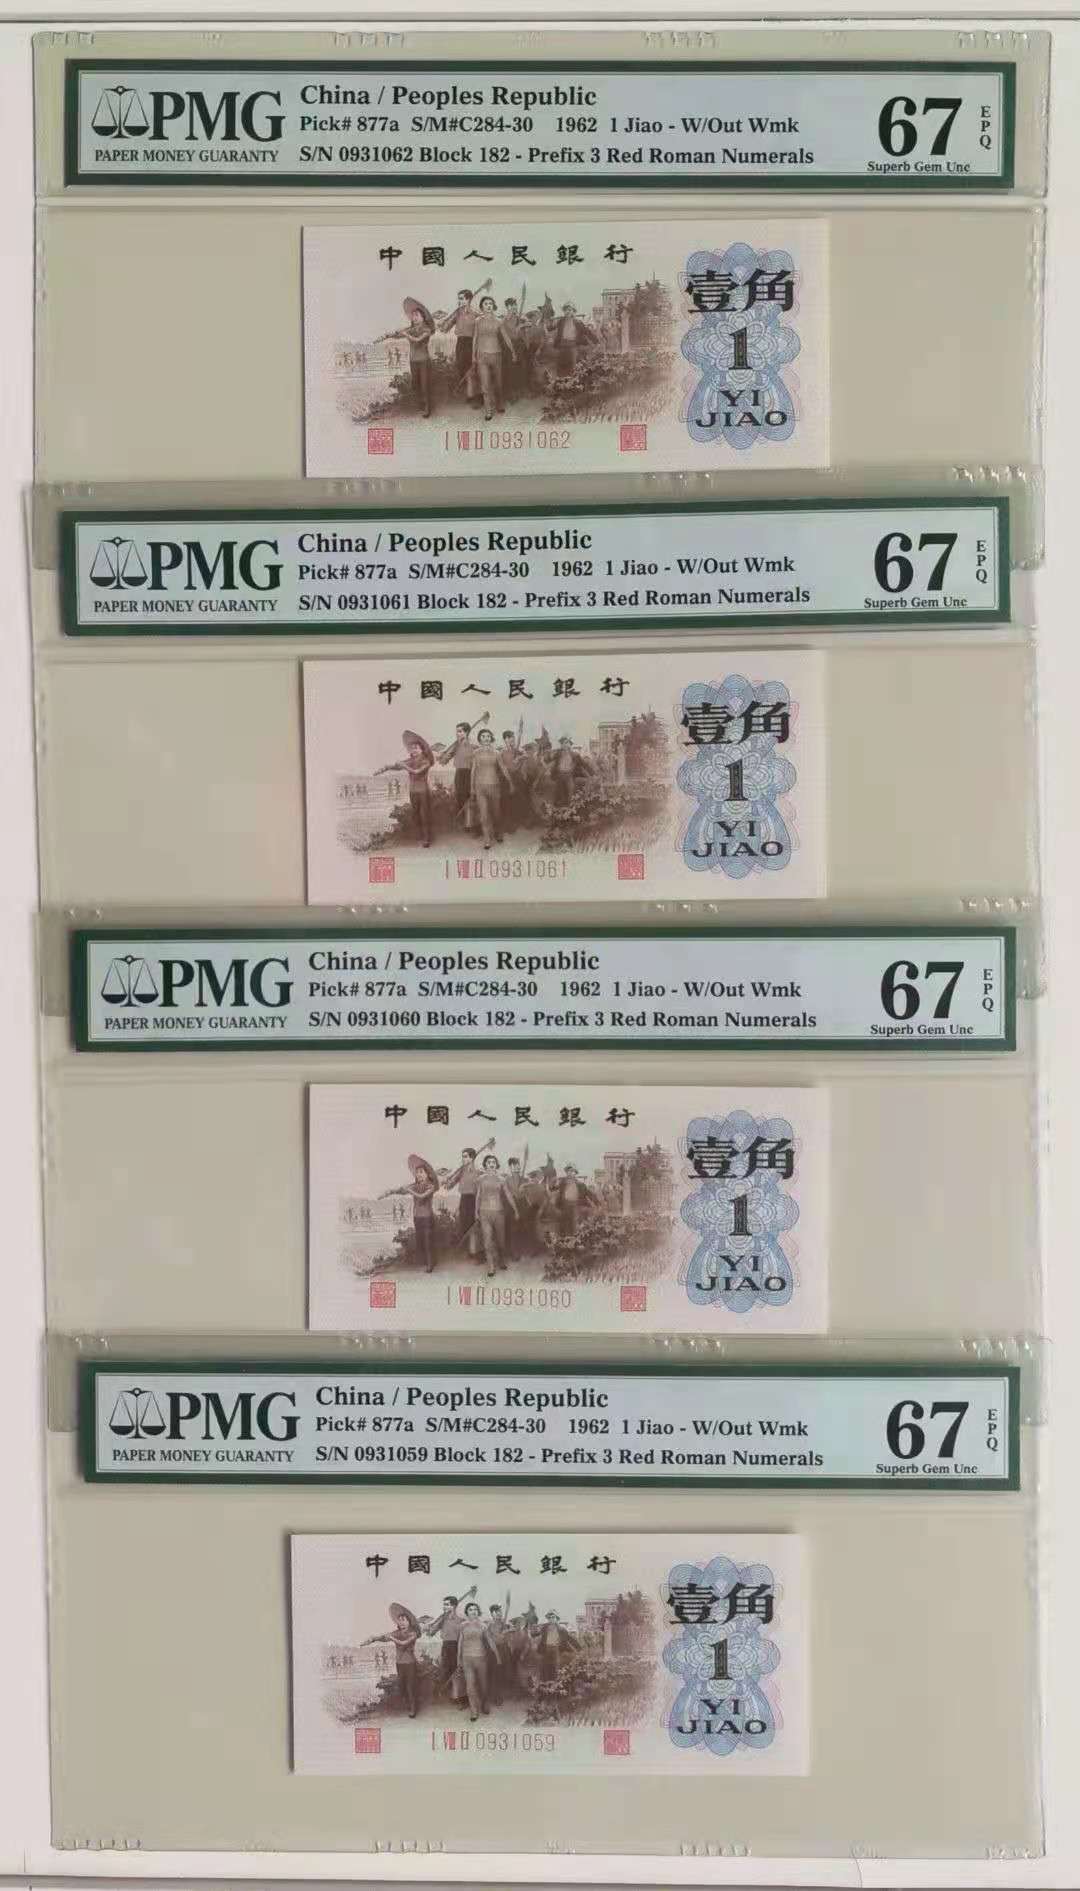 PMG
PAPER MONEY GUARANTY
China / Peoples Republic
Pick# 877a S/M#C284-30 1962 1 Jiao - W/Out Wmk
S/N 0931062 Block 182 - Prefix 3 Red Roman Numerals
67
EPQ
Superb Gem Unc
中國人民銀行
壹角
1
YI
JIAO
I VIII II 0931062
PMG
PAPER MONEY GUARANTY
China / Peoples Republic
Pick# 877a S/M#C284-30 1962 1 Jiao - W/Out Wmk
S/N 0931061 Block 182 - Prefix 3 Red Roman Numerals
67
EPQ
Superb Gem Unc
中國人民銀行
壹角
1
YI
JIAO
I VIII II 0931061
PMG
PAPER MONEY GUARANTY
China / Peoples Republic
Pick# 877a S/M#C284-30 1962 1 Jiao - W/Out Wmk
S/N 0931060 Block 182 - Prefix 3 Red Roman Numerals
67
EPQ
Superb Gem Unc
中國人民銀行
壹角
1
YI
JIAO
I VIII II 0931060
PMG
PAPER MONEY GUARANTY
China / Peoples Republic
Pick# 877a S/M#C284-30 1962 1 Jiao - W/Out Wmk
S/N 0931059 Block 182 - Prefix 3 Red Roman Numerals
67
EPQ
Superb Gem Unc
中國人民銀行
壹角
1
YI
JIAO
I VIII II 0931059